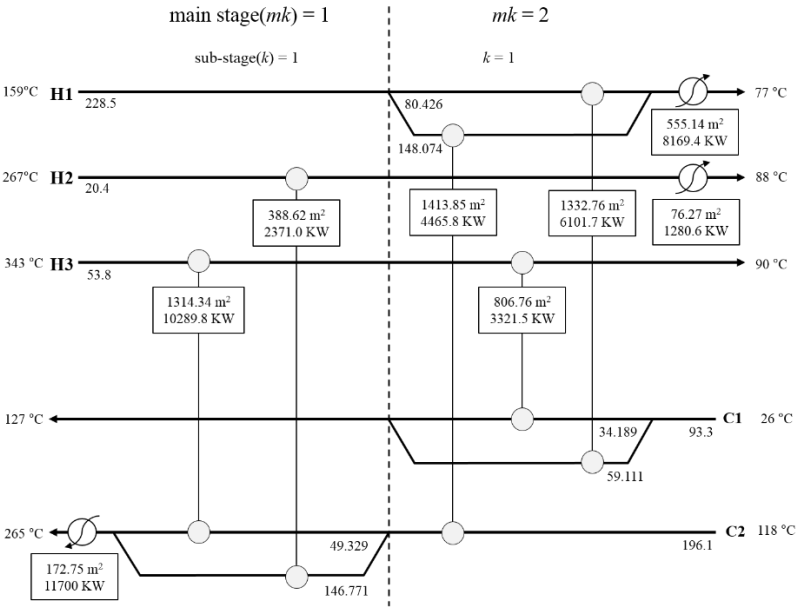 main stage(mk) = 1
mk = 2
sub-stage(k) = 1
k = 1
159°C
H1
228.5
80.426
77 °C
555.14 m²
8169.4 KW
148.074
267°C
H2
20.4
88 °C
388.62 m²
2371.0 KW
1413.85 m²
4465.8 KW
1332.76 m²
6101.7 KW
76.27 m²
1280.6 KW
343 °C
H3
53.8
90 °C
1314.34 m²
10289.8 KW
806.76 m²
3321.5 KW
127 °C
34.189
93.3
C1
26 °C
59.111
265 °C
49.329
196.1
C2
118 °C
172.75 m²
11700 KW
146.771